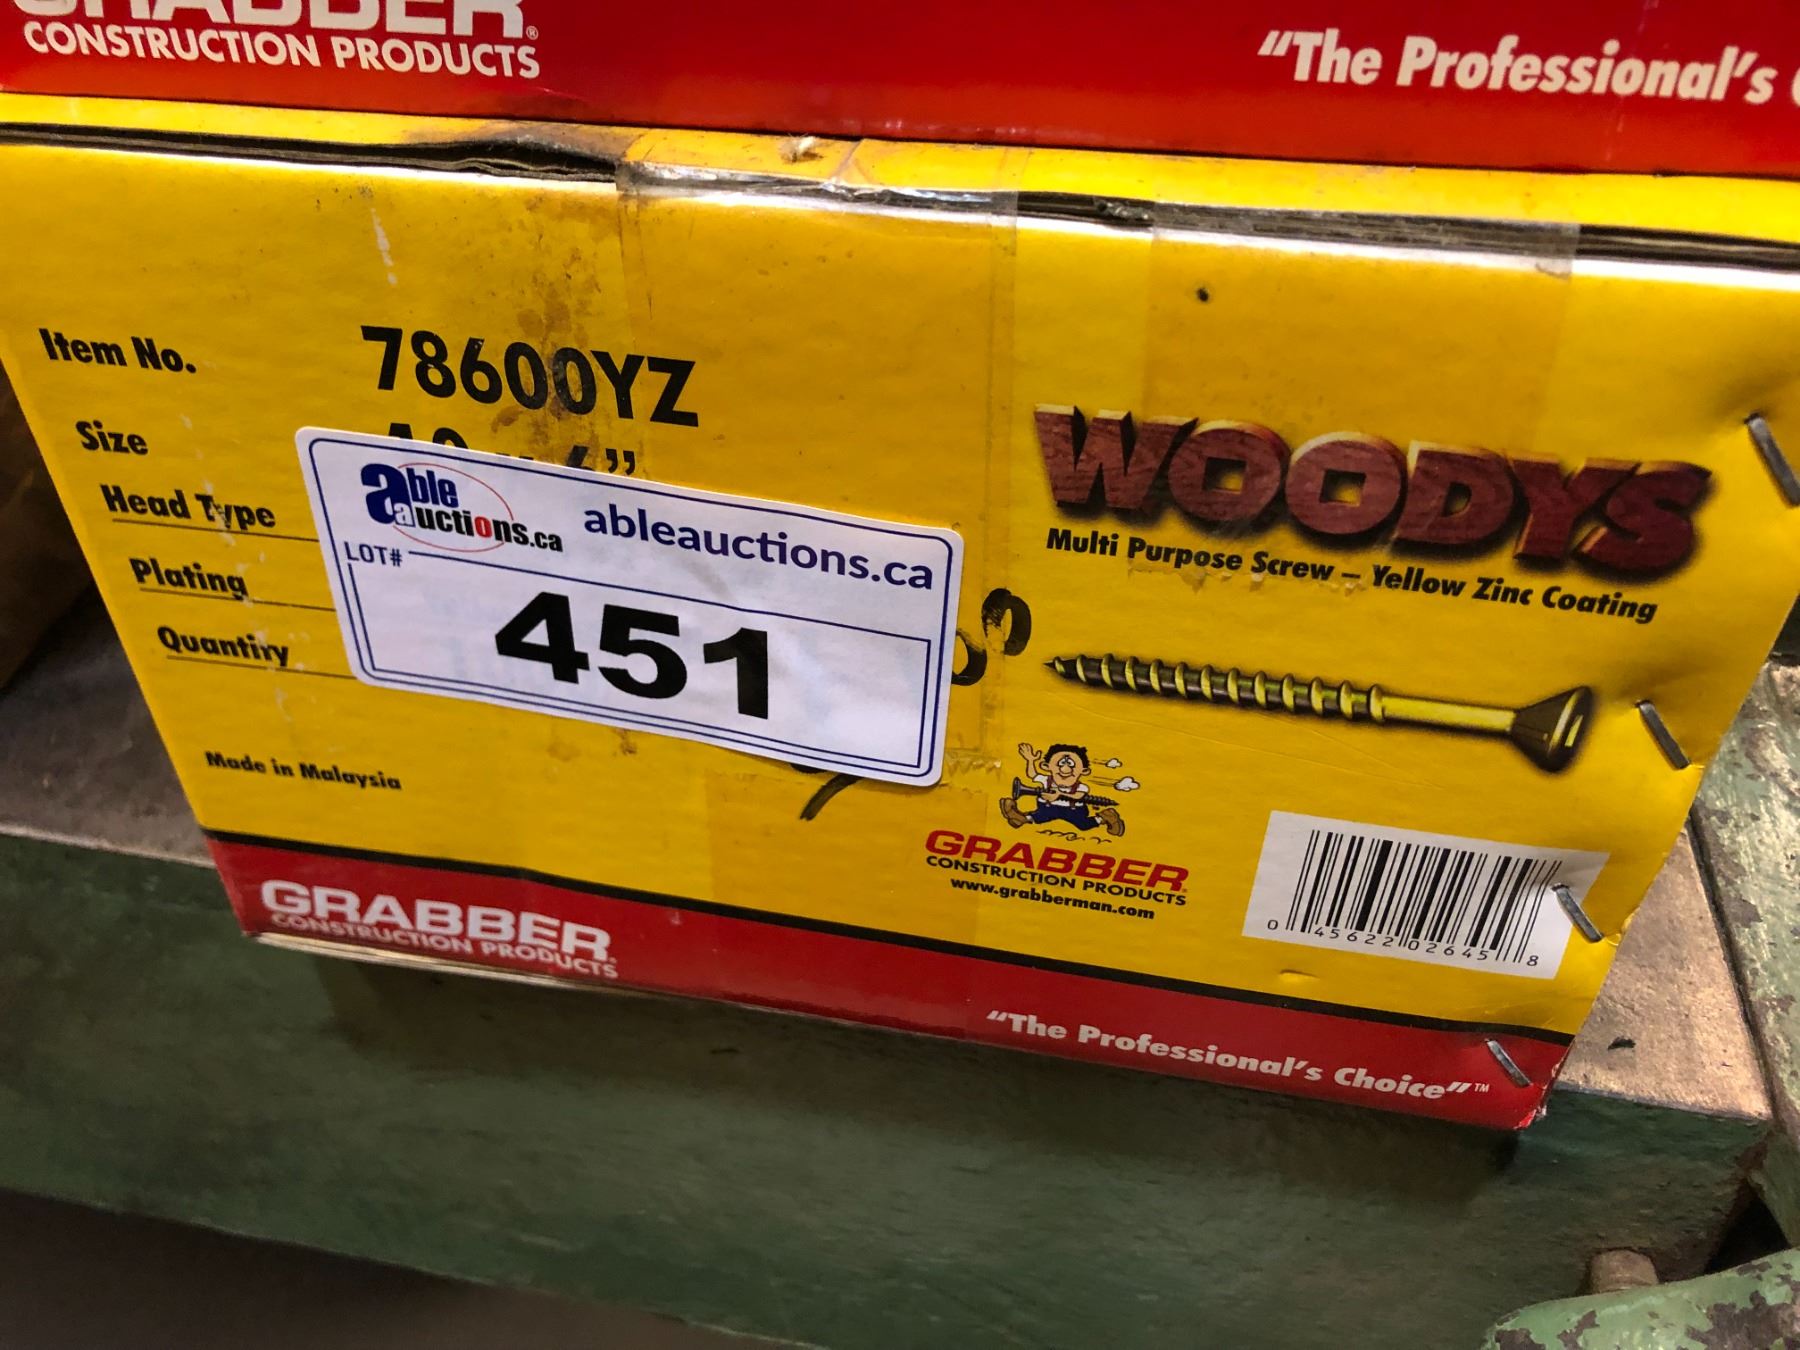 CONSTRUCTION PRODUCTS
"The Professional's
Item No. 78600YZ
Size 6"
Head Type
Plating
Quantity
Made in Malaysia
able auctions.ca
ableauctions.ca
LOT#
451
WOODYS
Multi Purpose Screw – Yellow Zinc Coating
GRABBER
CONSTRUCTION PRODUCTS
www.grabberman.com
0 45622 02645 8
GRABBER®
CONSTRUCTION PRODUCTS
"The Professional's Choice"™